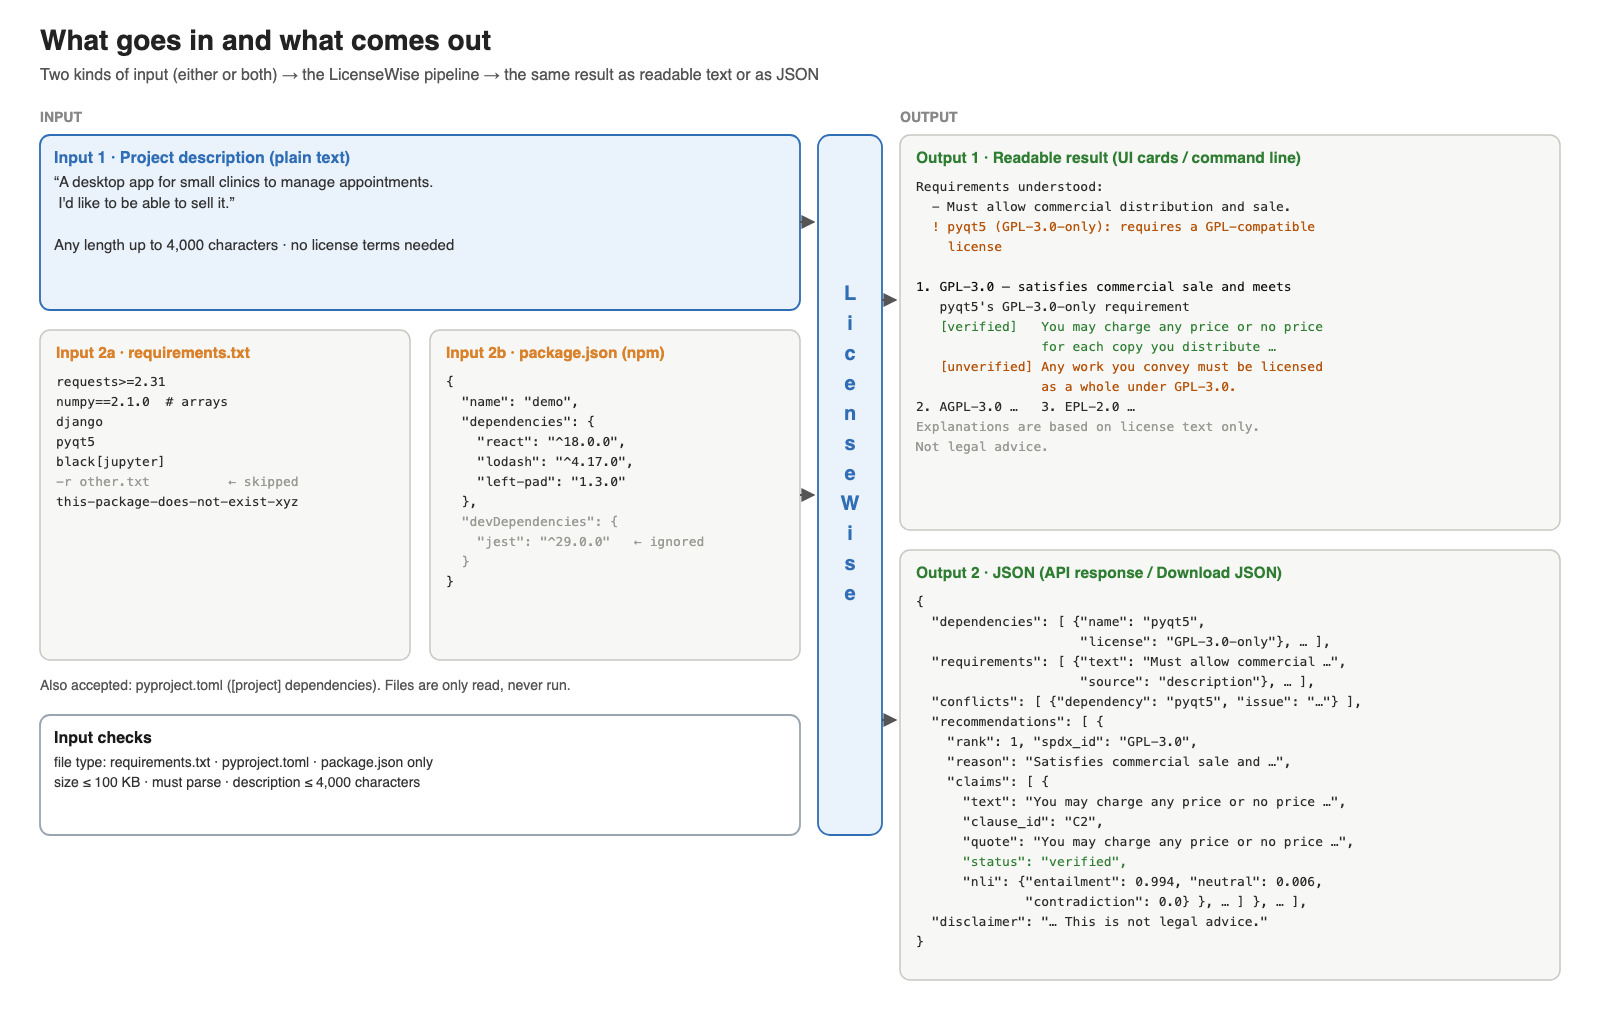 What goes in and what comes out
Two kinds of input (either or both) → the LicenseWise pipeline → the same result as readable text or as JSON
INPUT
Input 1 · Project description (plain text)
“A desktop app for small clinics to manage appointments.
I'd like to be able to sell it.”
Any length up to 4,000 characters · no license terms needed
Input 2a · requirements.txt
requests>=2.31
numpy==2.1.0  # arrays
django
pyqt5
black[jupyter]
-r other.txt          ← skipped
this-package-does-not-exist-xyz
Input 2b · package.json (npm)
{
  "name": "demo",
  "dependencies": {
    "react": "^18.0.0",
    "lodash": "^4.17.0",
    "left-pad": "1.3.0"
  },
  "devDependencies": {
    "jest": "^29.0.0"   ← ignored
  }
}
Also accepted: pyproject.toml ([project] dependencies). Files are only read, never run.
Input checks
file type: requirements.txt · pyproject.toml · package.json only
size ≤ 100 KB · must parse · description ≤ 4,000 characters
LicenseWise
OUTPUT
Output 1 · Readable result (UI cards / command line)
Requirements understood:
  – Must allow commercial distribution and sale.
  ! pyqt5 (GPL-3.0-only): requires a GPL-compatible
    license
1. GPL-3.0 — satisfies commercial sale and meets
   pyqt5's GPL-3.0-only requirement
   [verified]   You may charge any price or no price
                for each copy you distribute …
   [unverified] Any work you convey must be licensed
                as a whole under GPL-3.0.
2. AGPL-3.0 …   3. EPL-2.0 …
Explanations are based on license text only.
Not legal advice.
Output 2 · JSON (API response / Download JSON)
{
  "dependencies": [ {"name": "pyqt5",
                     "license": "GPL-3.0-only"}, … ],
  "requirements": [ {"text": "Must allow commercial …",
                     "source": "description"}, … ],
  "conflicts": [ {"dependency": "pyqt5", "issue": "…"} ],
  "recommendations": [ {
    "rank": 1, "spdx_id": "GPL-3.0",
    "reason": "Satisfies commercial sale and …",
    "claims": [ {
      "text": "You may charge any price or no price …",
      "clause_id": "C2",
      "quote": "You may charge any price or no price …",
      "status": "verified",
      "nli": {"entailment": 0.994, "neutral": 0.006,
              "contradiction": 0.0} }, … ] }, … ],
  "disclaimer": "… This is not legal advice."
}